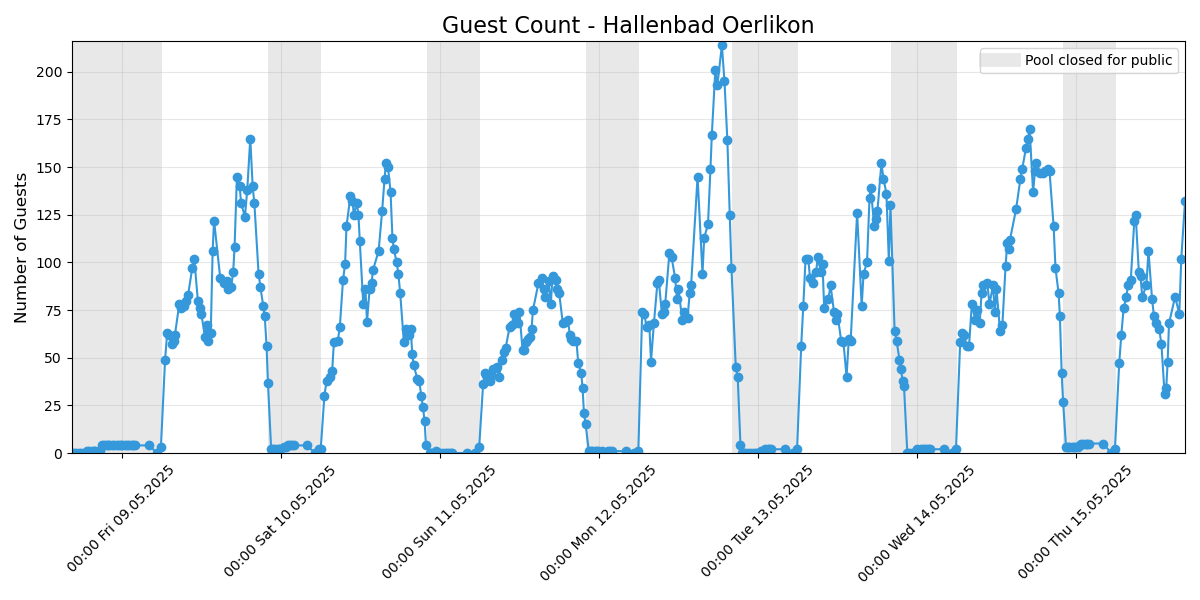 Guest Count - Hallenbad Oerlikon
Pool closed for public
Number of Guests
200
175
150
125
100
75
50
25
0
00:00 Fri 09.05.2025
00:00 Sat 10.05.2025
00:00 Sun 11.05.2025
00:00 Mon 12.05.2025
00:00 Tue 13.05.2025
00:00 Wed 14.05.2025
00:00 Thu 15.05.2025